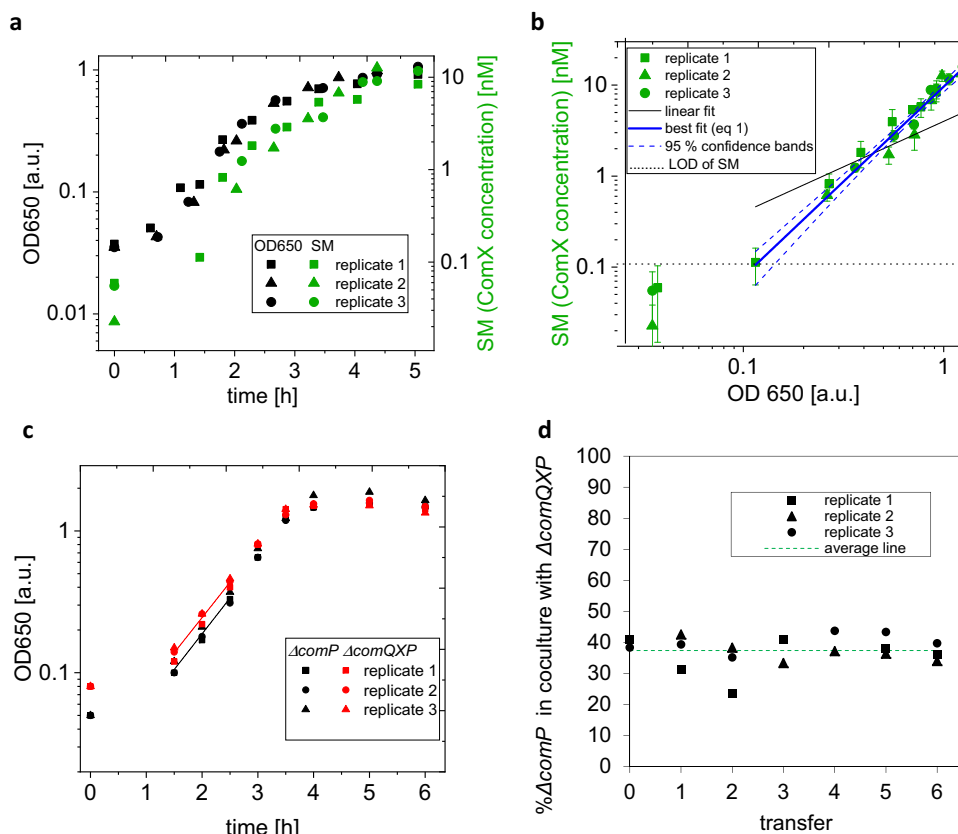 a
OD650 [a.u.]
1
0.1
0.01
SM (ComX concentration) [nM]
10
1
0.1
OD650 SM
replicate 1
replicate 2
replicate 3
0 1 2 3 4 5
time [h]
b
SM (ComX concentration) [nM]
10
1
0.1
replicate 1
replicate 2
replicate 3
linear fit
best fit (eq 1)
95 % confidence bands
LOD of SM
0.1 1
OD 650 [a.u.]
c
OD650 [a.u.]
1
0.1
ΔcomP ΔcomQXP
replicate 1
replicate 2
replicate 3
0 1 2 3 4 5 6
time [h]
d
%ΔcomP in coculture with ΔcomQXP
100
90
80
70
60
50
40
30
20
10
0
replicate 1
replicate 2
replicate 3
average line
0 1 2 3 4 5 6
transfer